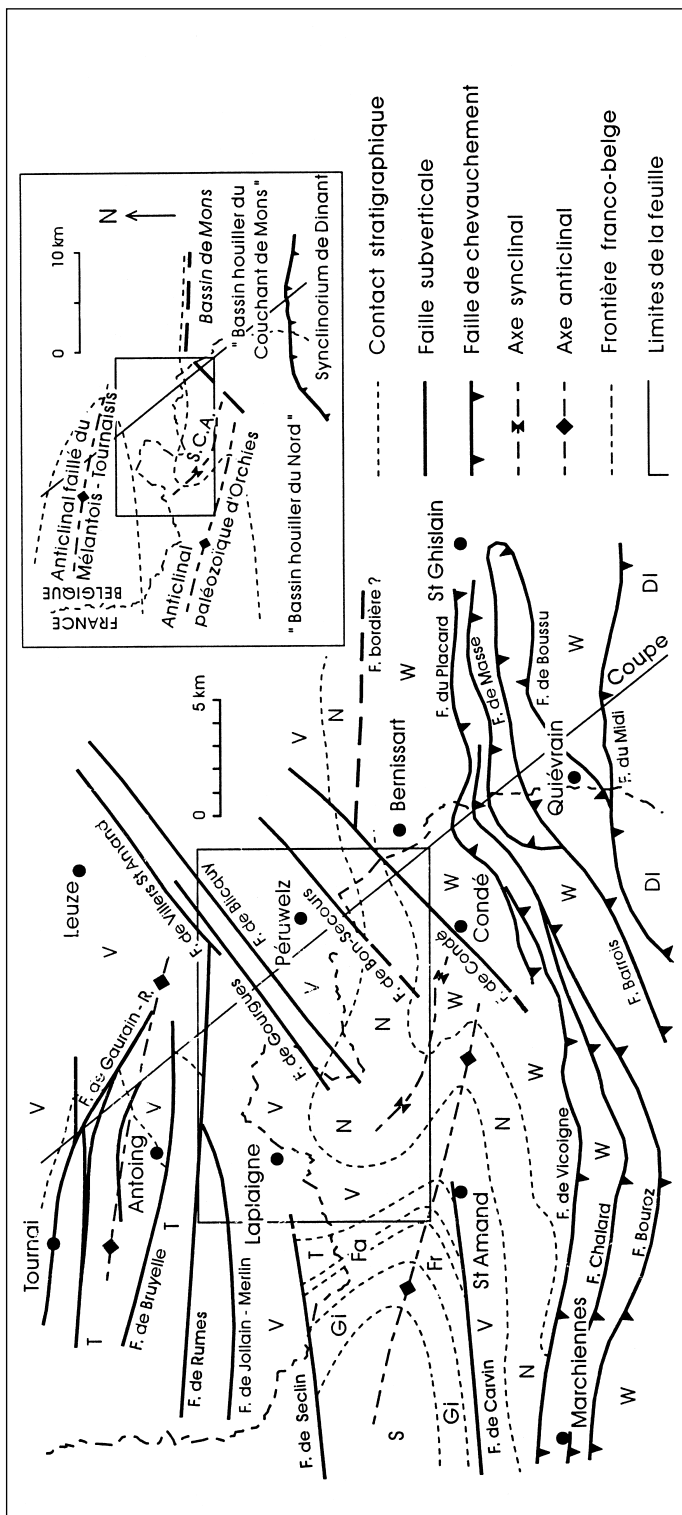 Tournai
Leuze
V
F. de Gaurain - R.
T
Antoing
V
V
F. de Bruyelle
T
F. de Rumes
F. de Jollain - Merlin
F. de Villers St Amand
F. de Blicquy
F. de Gourgues
0 5 km
Laplaigne
Péruwelz
V
V
V
V
F. de Seclin
T
Fa
Gi
Fr
N
N
N
F. de Bon-Secours
F. bordière ?
Bernissart
W
S
Gi
St Amand
F. de Carvin
V
W
W
Condé
F. de Condé
St Ghislain
F. du Placard
F. de Masse
F. de Boussu
W
N
N
W
F. de Vicoigne
W
F. Chalard
Marchiennes
F. Bouroz
W
W
F. Barrois
Quiévrain
F. du Midi
Coupe
DI
DI
FRANCE
BELGIQUE
Anticlinal faillé du
Mélantois - Tournaisis
0 10 km
N
S.C.A.
Anticlinal
paléozoïque d'Orchies
Bassin de Mons
" Bassin houiller du
Couchant de Mons "
" Bassin houiller du Nord "
Synclinorium de Dinant
Contact stratigraphique
Faille subverticale
Faille de chevauchement
Axe synclinal
Axe anticlinal
Frontière franco-belge
Limites de la feuille